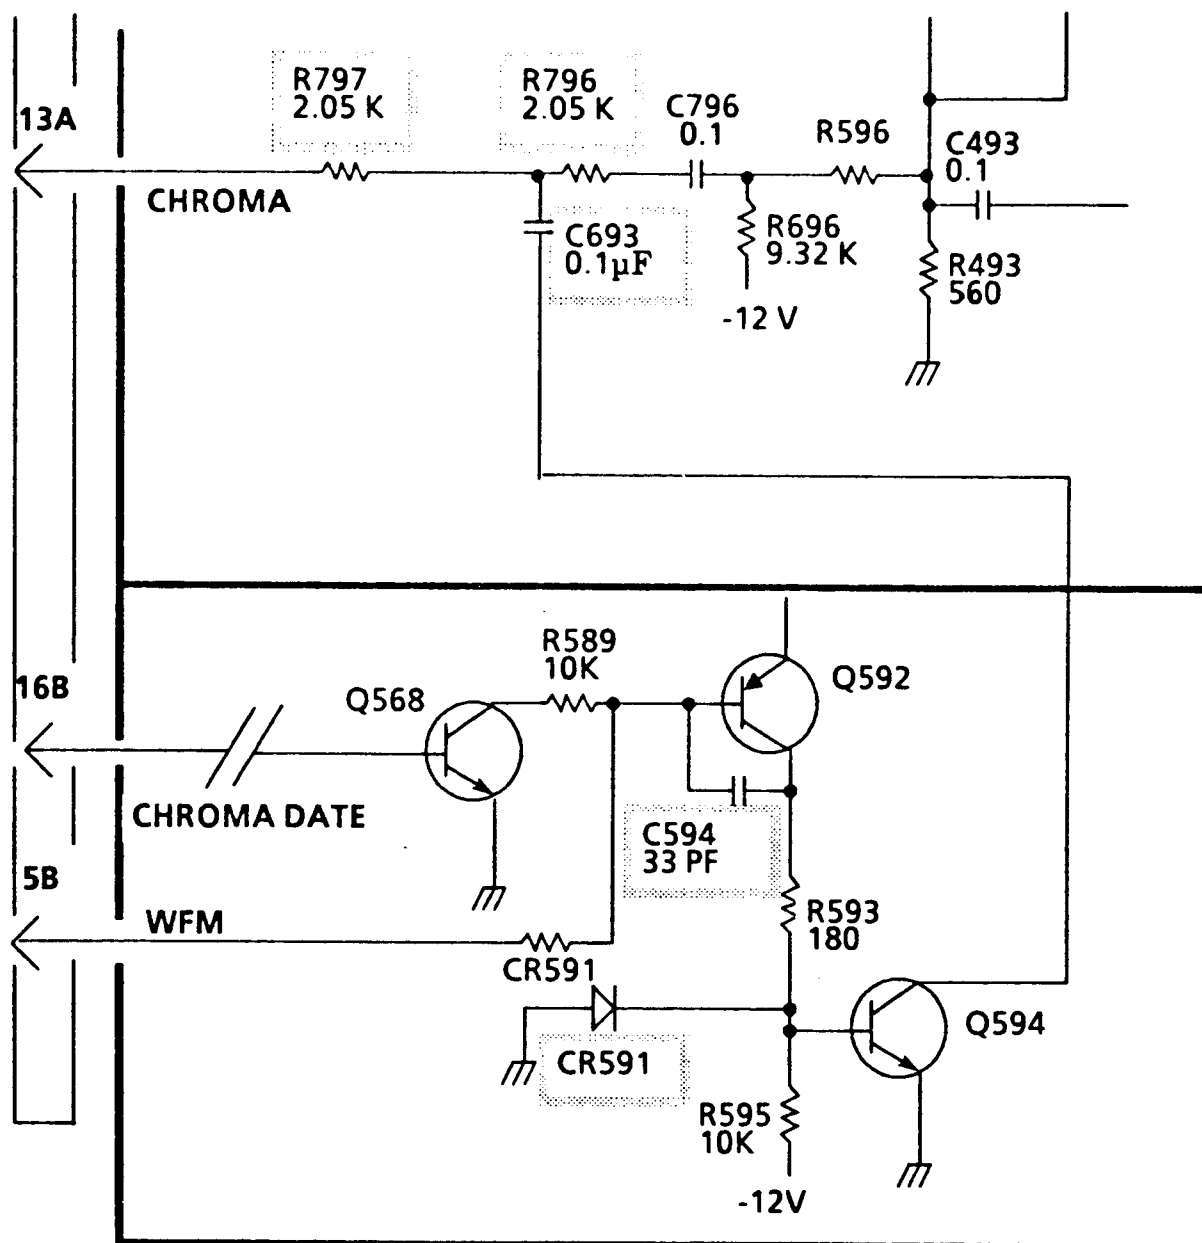 R797
2.05 K
R796
2.05 K
C796
0.1
R596
C493
0.1
13A
CHROMA
C693
0.1µF
R696
9.32 K
-12 V
R493
560
R589
10K
Q592
16B
Q568
CHROMA DATE
C594
33 PF
5B
WFM
R593
180
CR591
Q594
CR591
R595
10K
-12V